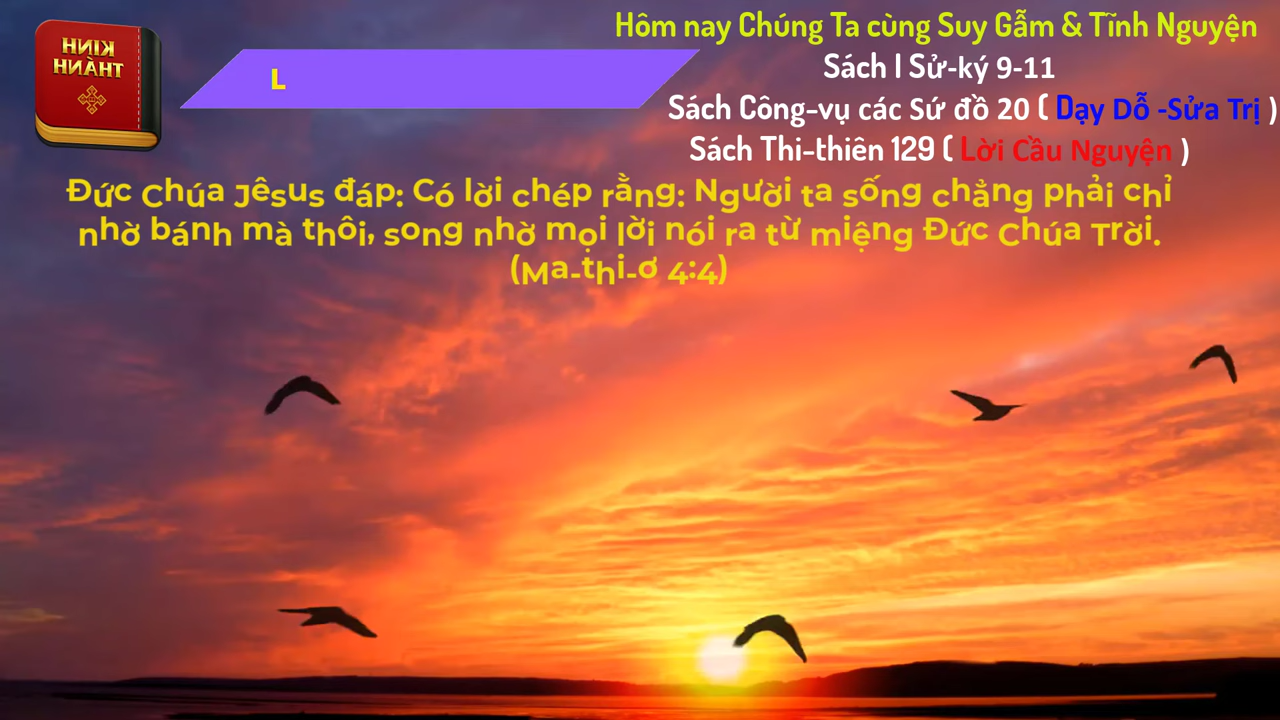 KINH
THÀNH
L
Hôm nay Chúng Ta cùng Suy Gẫm & Tĩnh Nguyện
Sách I Sử-ký 9-11
Sách Công-vụ các Sứ đồ 20 ( Dạy Dỗ -Sửa Trị )
Sách Thi-thiên 129 ( Lời Cầu Nguyện )
Đức Chúa Jêsus đáp: Có lời chép rằng: Người ta sống chẳng phải chỉ
nhờ bánh mà thôi, song nhờ mọi lời nói ra từ miệng Đức Chúa Trời.
(Ma-thi-ơ 4:4)